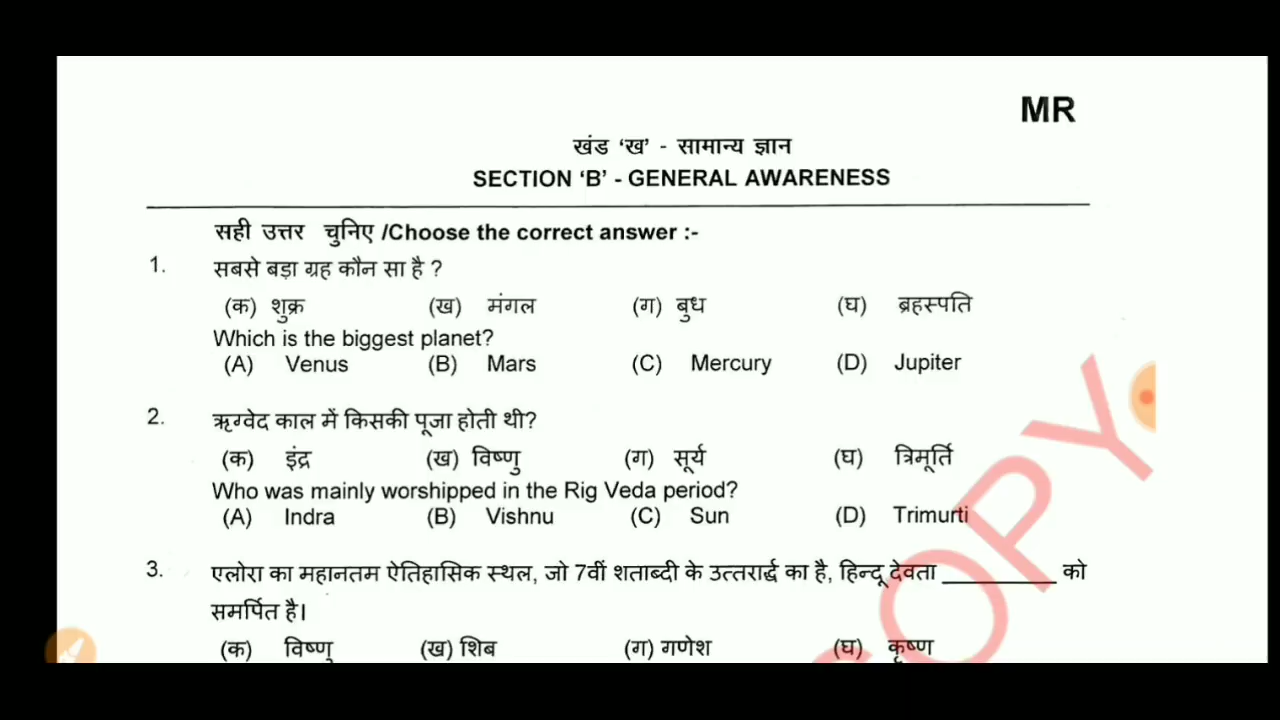 MR
खंड 'ख' - सामान्य ज्ञान
SECTION 'B' - GENERAL AWARENESS
सही उत्तर चुनिए /Choose the correct answer :-
1. सबसे बड़ा ग्रह कौन सा है ?
(क) शुक्र (ख) मंगल (ग) बुध (घ) ब्रहस्पति
Which is the biggest planet?
(A) Venus (B) Mars (C) Mercury (D) Jupiter
2. ऋग्वेद काल में किसकी पूजा होती थी?
(क) इंद्र (ख) विष्णु (ग) सूर्य (घ) त्रिमूर्ति
Who was mainly worshipped in the Rig Veda period?
(A) Indra (B) Vishnu (C) Sun (D) Trimurti
3. एलोरा का महानतम ऐतिहासिक स्थल, जो 7वीं शताब्दी के उत्तरार्द्ध का है, हिन्दू देवता __________ को
समर्पित है।
(क) विष्णु (ख) शिब (ग) गणेश (घ) कृष्ण
COPY